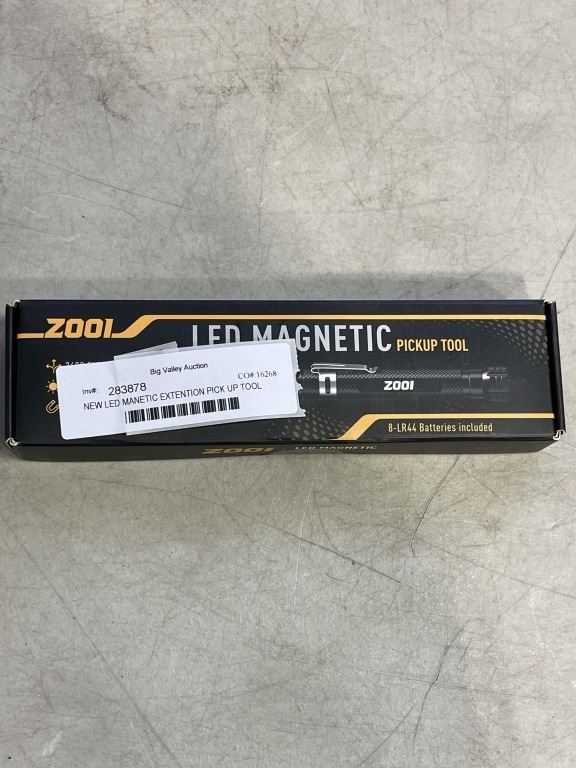 ZOOI
LED MAGNETIC PICKUP TOOL
Big Valley Auction
Inv#: 283878
CO#:16268
NEW LED MANETIC EXTENTION PICK UP TOOL
ZOOI
8-LR44 Batteries included
ZOOI LED MAGNETIC